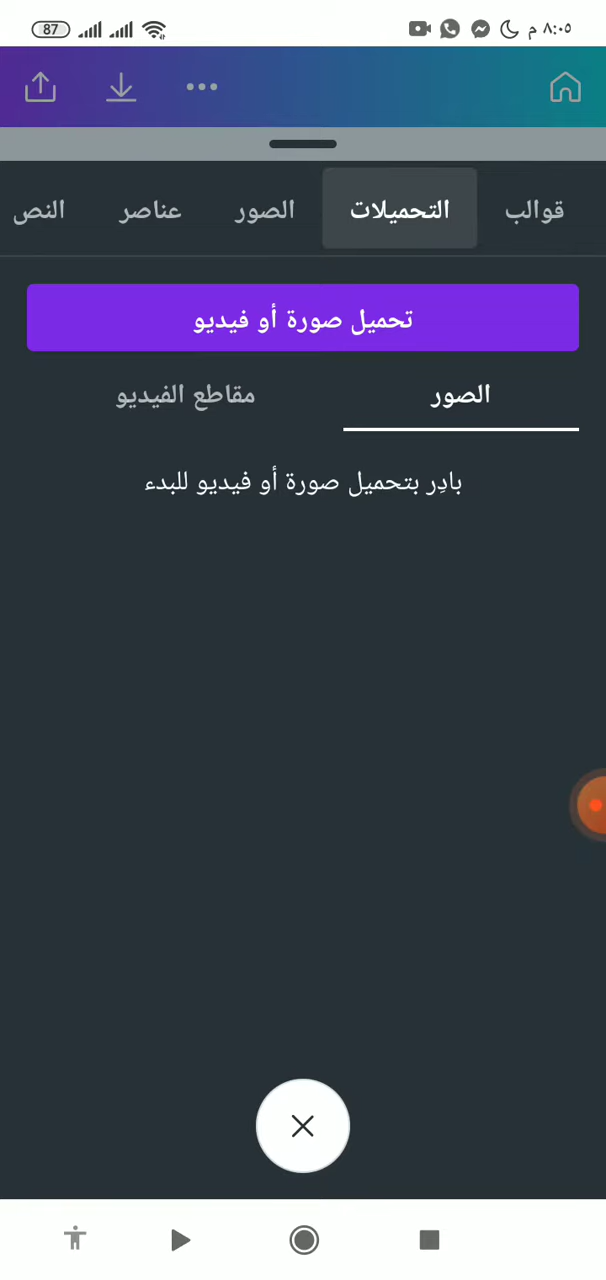 ٨:٠٥ م
87
قوالب
التحميلات
الصور
عناصر
النص
تحميل صورة أو فيديو
الصور
مقاطع الفيديو
بادِر بتحميل صورة أو فيديو للبدء